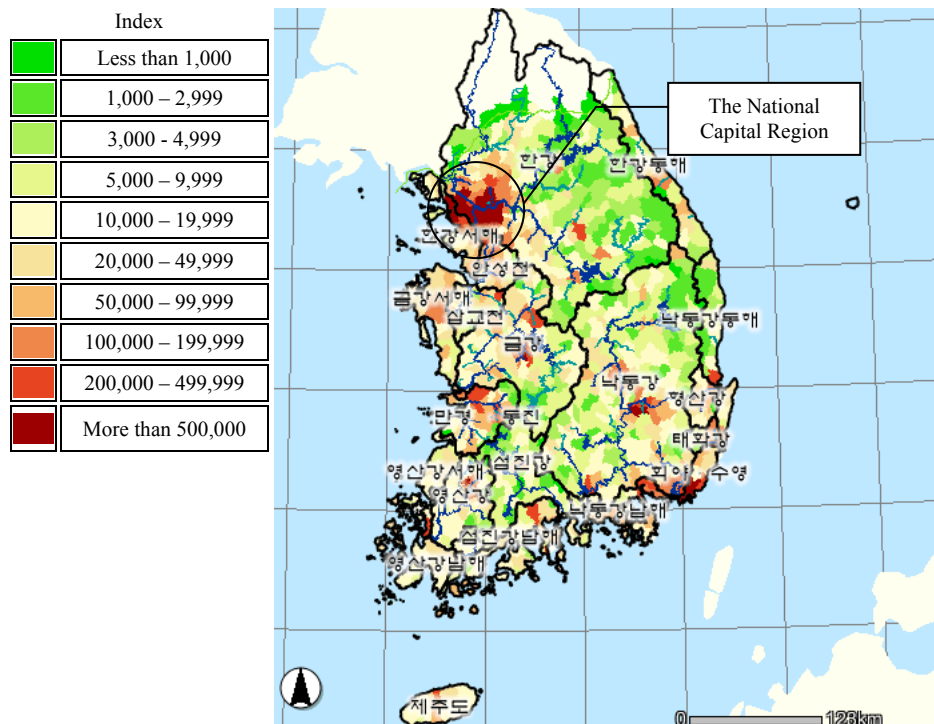 Index
Less than 1,000
1,000 – 2,999
3,000 - 4,999
5,000 – 9,999
10,000 – 19,999
20,000 – 49,999
50,000 – 99,999
100,000 – 199,999
200,000 – 499,999
More than 500,000
The National
Capital Region
한강
한강동해
한강서해
안성천
금강서해
삽교천
낙동강동해
금강
낙동강
형산강
만경
동진
태화강
영산강서해
섬진강
회야
수영
영산강
낙동강남해
섬진강남해
영산강남해
제주도
0
128km